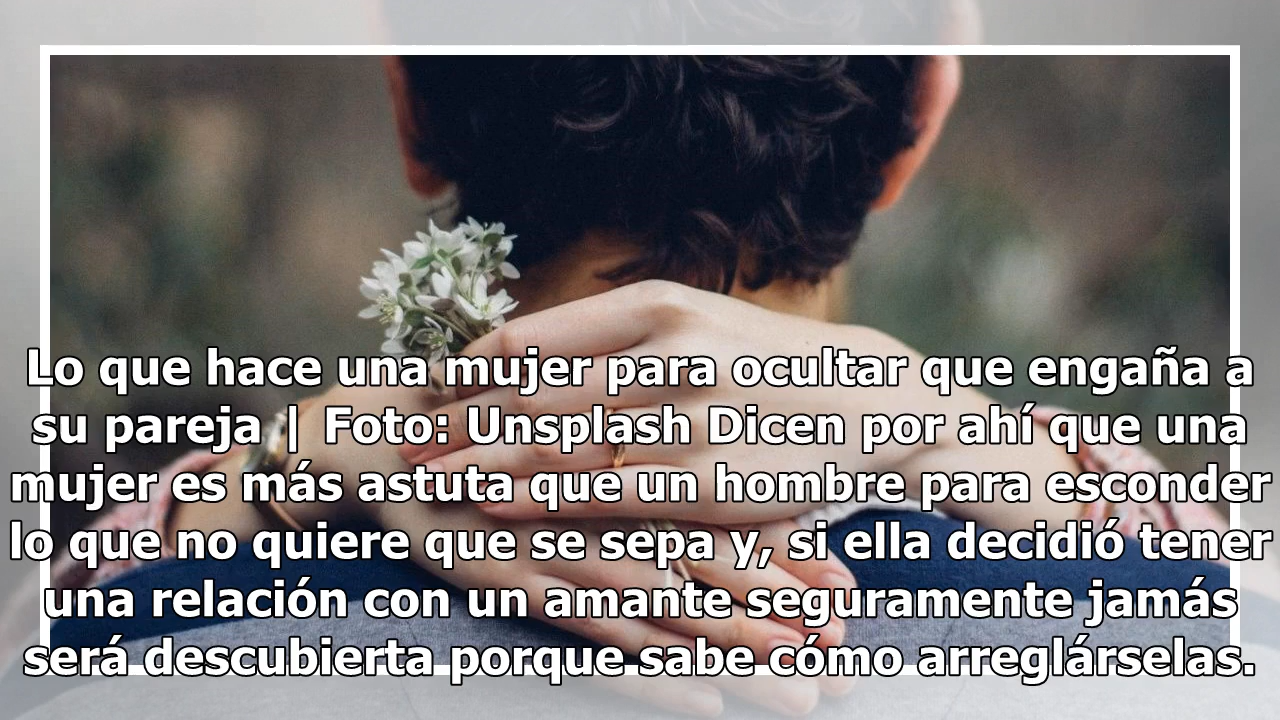 Lo que hace una mujer para ocultar que engaña a
su pareja | Foto: Unsplash Dicen por ahí que una
mujer es más astuta que un hombre para esconder
lo que no quiere que se sepa y, si ella decidió tener
una relación con un amante seguramente jamás
será descubierta porque sabe cómo arreglárselas.